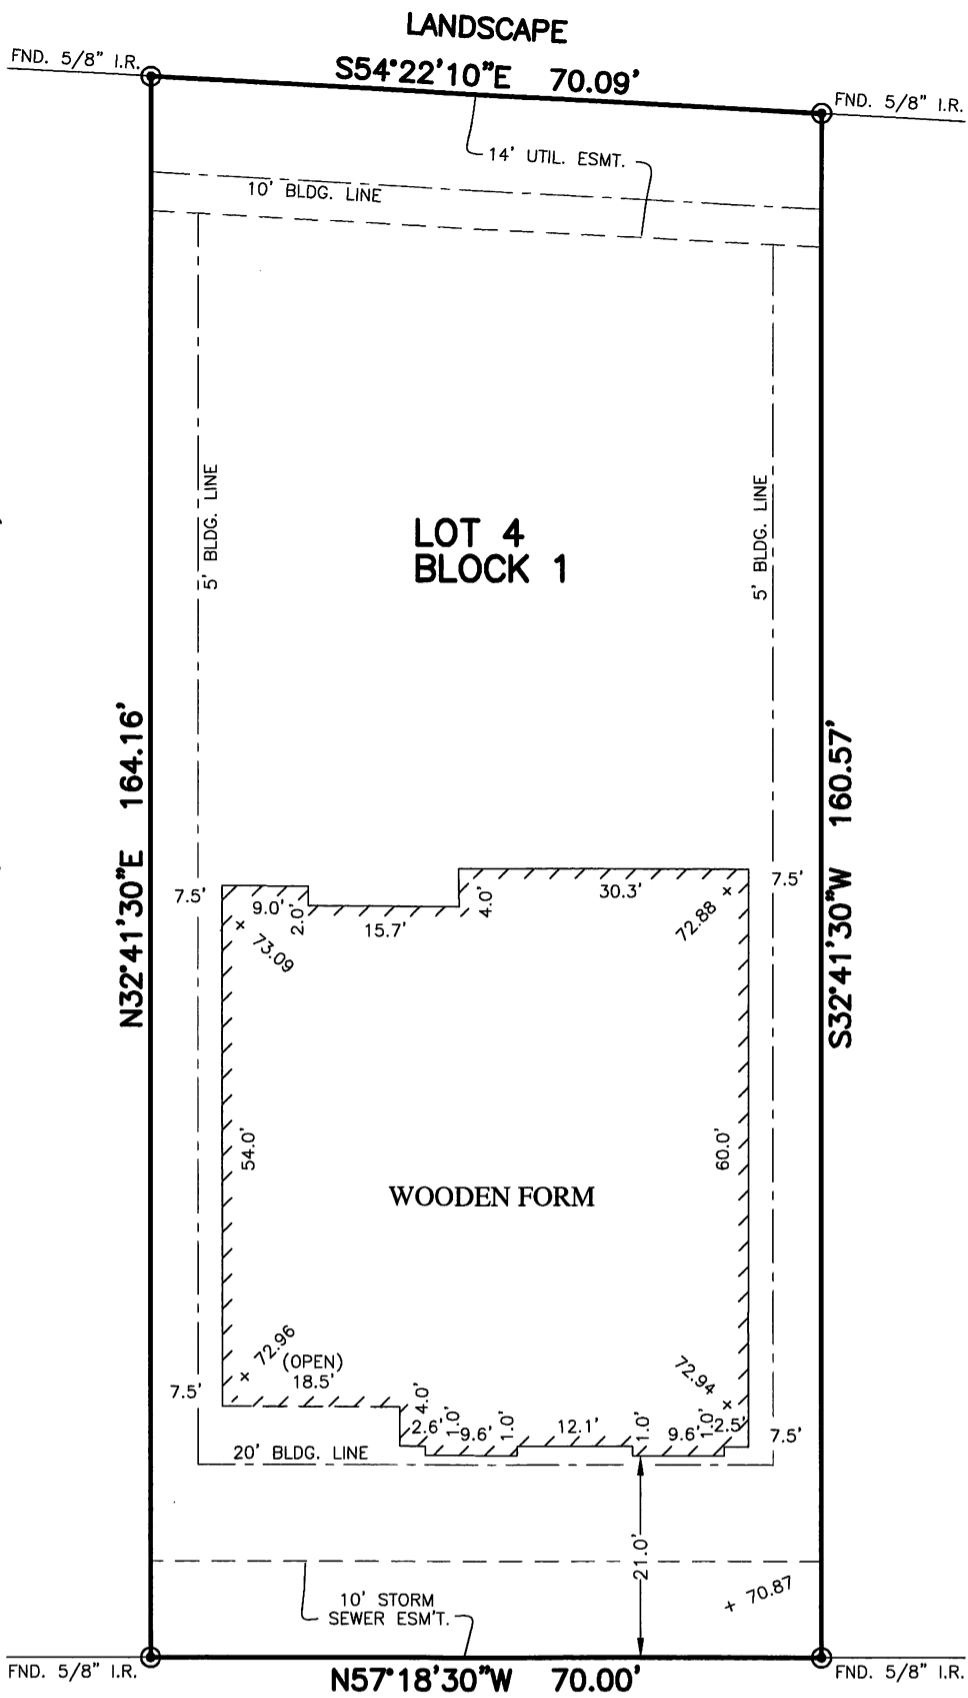 LANDSCAPE
S54°22'10"E 70.09'
FND. 5/8" I.R.
FND. 5/8" I.R.
14' UTIL. ESMT.
10' BLDG. LINE
5' BLDG. LINE
5' BLDG. LINE
LOT 4
BLOCK 1
N32°41'30"E 164.16'
S32°41'30"W 160.57'
7.5'
9.0'
2.0'
15.7'
4.0'
30.3'
7.5'
73.09
72.88
54.0'
60.0'
WOODEN FORM
72.96
(OPEN)
18.5'
72.94
7.5'
4.0'
2.6'
1.0'
9.6'
1.0'
12.1'
1.0'
9.6'
1.0'
2.5'
7.5'
20' BLDG. LINE
21.0'
70.87
10' STORM
SEWER ESM'T.
FND. 5/8" I.R.
N57°18'30"W 70.00'
FND. 5/8" I.R.